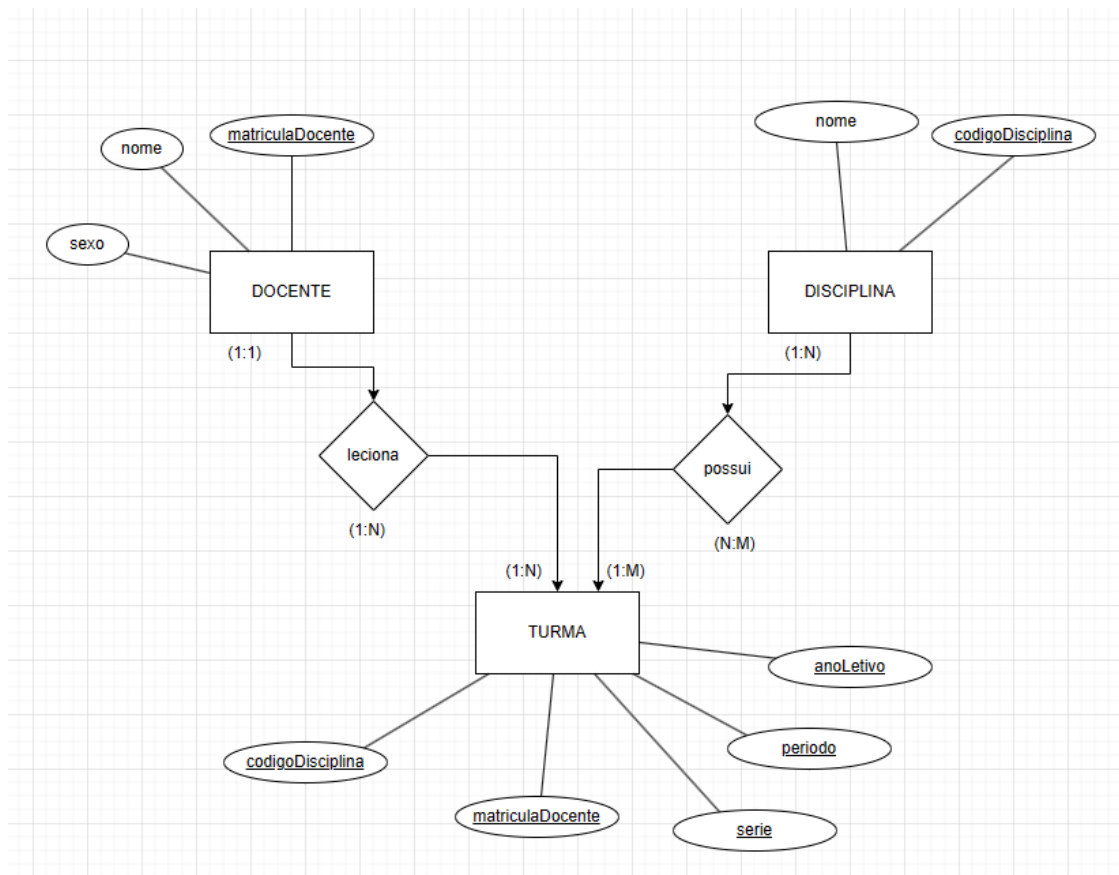 nome
matriculaDocente
sexo
DOCENTE
(1:1)
nome
codigoDisciplina
DISCIPLINA
(1:N)
leciona
(1:N)
possui
(N:M)
(1:N)
(1:M)
TURMA
anoLetivo
periodo
codigoDisciplina
matriculaDocente
serie